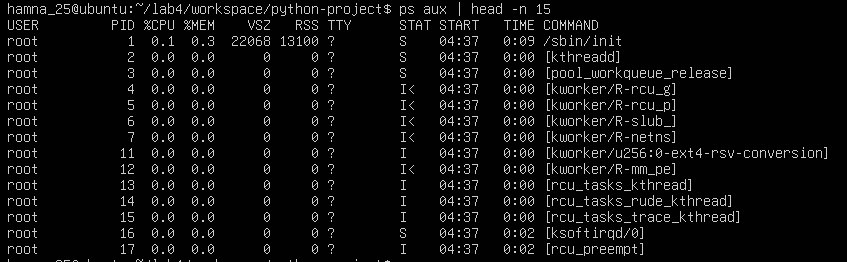 hamna_25@ubuntu:~/lab4/workspace/python-project$ ps aux | head -n 15
USER         PID %CPU %MEM    VSZ   RSS TTY      STAT START   TIME COMMAND
root           1  0.1  0.3  22068 13100 ?        S    04:37   0:09 /sbin/init
root           2  0.0  0.0      0     0 ?        S    04:37   0:00 [kthreadd]
root           3  0.0  0.0      0     0 ?        S    04:37   0:00 [pool_workqueue_release]
root           4  0.0  0.0      0     0 ?        I<   04:37   0:00 [kworker/R-rcu_g]
root           5  0.0  0.0      0     0 ?        I<   04:37   0:00 [kworker/R-rcu_p]
root           6  0.0  0.0      0     0 ?        I<   04:37   0:00 [kworker/R-slub_]
root           7  0.0  0.0      0     0 ?        I<   04:37   0:00 [kworker/R-netns]
root          11  0.0  0.0      0     0 ?        I    04:37   0:00 [kworker/u256:0-ext4-rsv-conversion]
root          12  0.0  0.0      0     0 ?        I<   04:37   0:00 [kworker/R-mm_pe]
root          13  0.0  0.0      0     0 ?        I    04:37   0:00 [rcu_tasks_kthread]
root          14  0.0  0.0      0     0 ?        I    04:37   0:00 [rcu_tasks_rude_kthread]
root          15  0.0  0.0      0     0 ?        I    04:37   0:00 [rcu_tasks_trace_kthread]
root          16  0.0  0.0      0     0 ?        S    04:37   0:02 [ksoftirqd/0]
root          17  0.0  0.0      0     0 ?        I    04:37   0:02 [rcu_preempt]